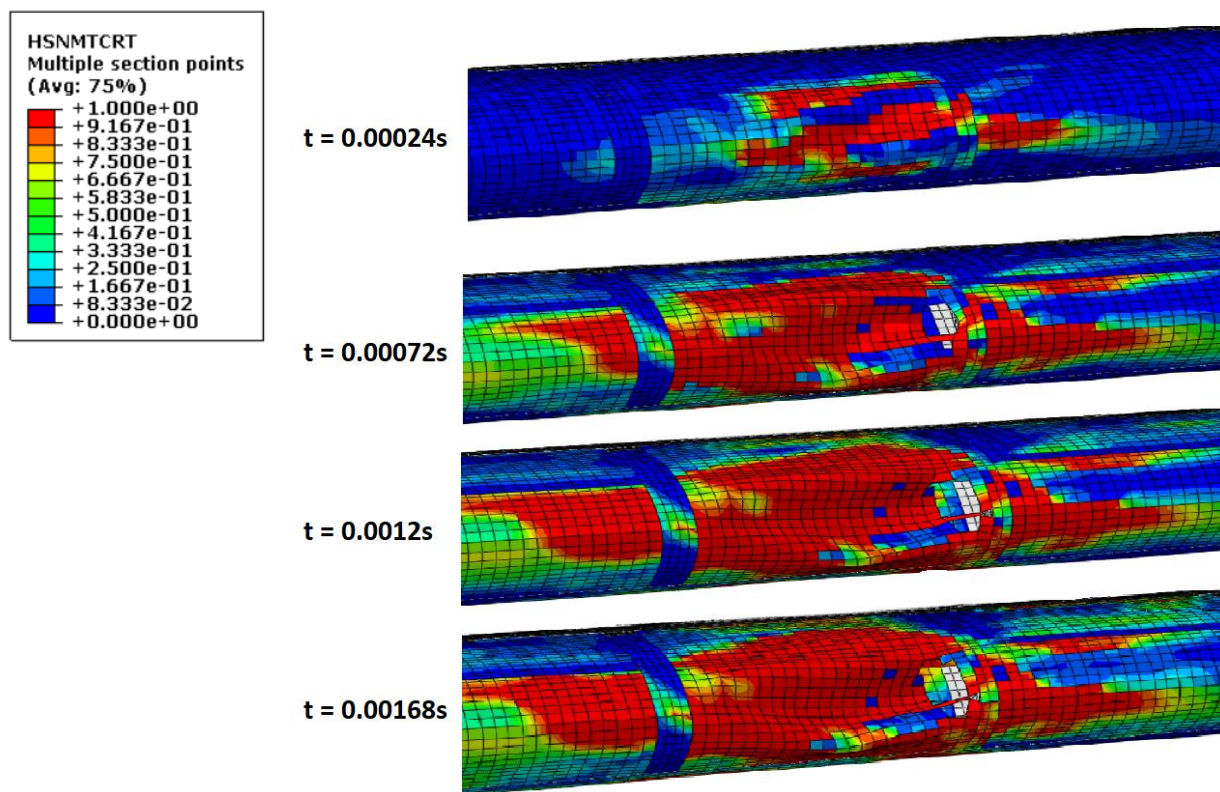 HSNMTCRT
Multiple section points
(Avg: 75%)
+1.000e+00
+9.167e-01
+8.333e-01
+7.500e-01
+6.667e-01
+5.833e-01
+5.000e-01
+4.167e-01
+3.333e-01
+2.500e-01
+1.667e-01
+8.333e-02
+0.000e+00
t = 0.00024s
t = 0.00072s
t = 0.0012s
t = 0.00168s